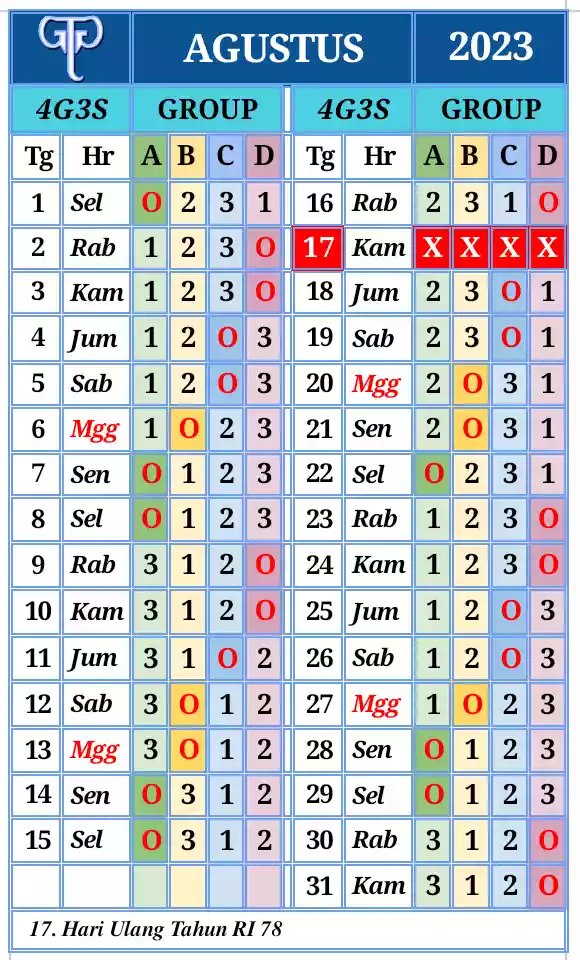 AGUSTUS 2023
4G3S GROUP 4G3S GROUP
Tg Hr A B C D Tg Hr A B C D
1 Sel O 2 3 1 16 Rab 2 3 1 O
2 Rab 1 2 3 O 17 Kam X X X X
3 Kam 1 2 3 O 18 Jum 2 3 O 1
4 Jum 1 2 O 3 19 Sab 2 3 O 1
5 Sab 1 2 O 3 20 Mgg 2 O 3 1
6 Mgg 1 O 2 3 21 Sen 2 O 3 1
7 Sen O 1 2 3 22 Sel O 2 3 1
8 Sel O 1 2 3 23 Rab 1 2 3 O
9 Rab 3 1 2 O 24 Kam 1 2 3 O
10 Kam 3 1 2 O 25 Jum 1 2 O 3
11 Jum 3 1 O 2 26 Sab 1 2 O 3
12 Sab 3 O 1 2 27 Mgg 1 O 2 3
13 Mgg 3 O 1 2 28 Sen O 1 2 3
14 Sen O 3 1 2 29 Sel O 1 2 3
15 Sel O 3 1 2 30 Rab 3 1 2 O
31 Kam 3 1 2 O
17. Hari Ulang Tahun RI 78